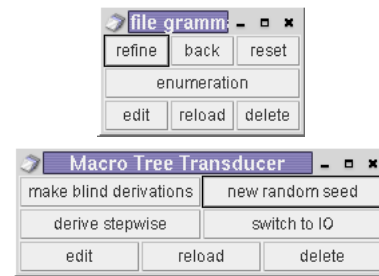 file gramm
refine back reset
enumeration
edit reload delete
Macro Tree Transducer
make blind derivations new random seed
derive stepwise switch to IO
edit reload delete